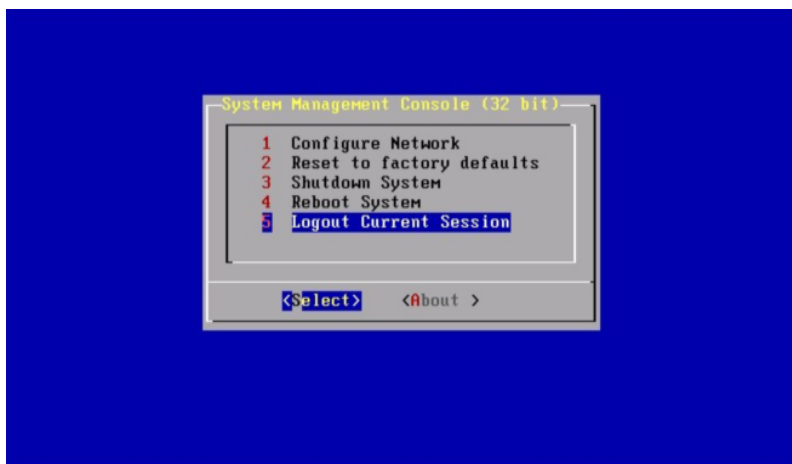 System Management Console (32 bit)
1 Configure Network
2 Reset to factory defaults
3 Shutdown System
4 Reboot System
5 Logout Current Session
<Select> <About >